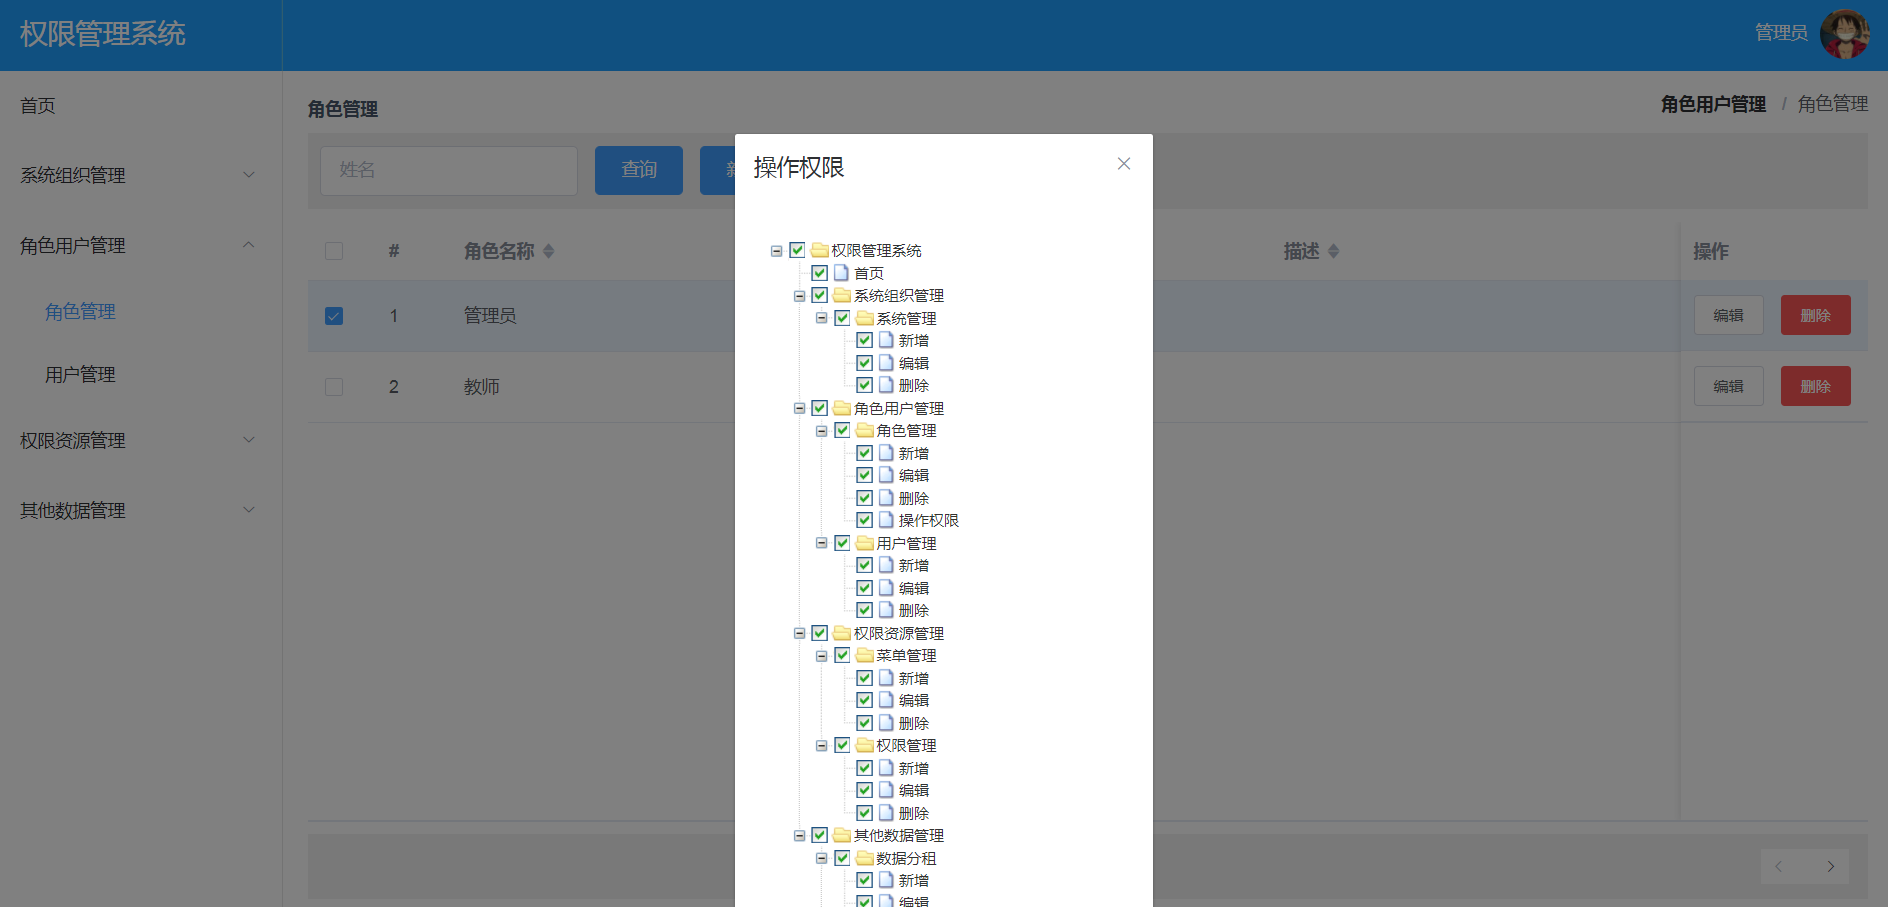 权限管理系统
管理员
首页
系统组织管理
角色用户管理
角色管理
用户管理
权限资源管理
其他数据管理
角色管理
角色用户管理 / 角色管理
姓名
查询
# 角色名称 描述 操作
1 管理员 编辑 删除
2 教师 编辑 删除
操作权限
权限管理系统
首页
系统组织管理
系统管理
新增
编辑
删除
角色用户管理
角色管理
新增
编辑
删除
操作权限
用户管理
新增
编辑
删除
权限资源管理
菜单管理
新增
编辑
删除
权限管理
新增
编辑
删除
其他数据管理
数据分租
新增
编辑